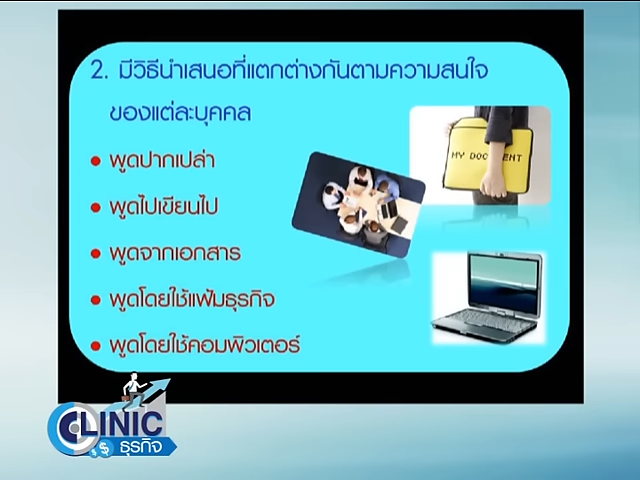 2. มีวิธีนำเสนอที่แตกต่างกันตามความสนใจ
ของแต่ละบุคคล
• พูดปากเปล่า
• พูดไปเขียนไป
• พูดจากเอกสาร
• พูดโดยใช้แฟ้มธุรกิจ
• พูดโดยใช้คอมพิวเตอร์
MY DOC ENT
CLINIC
$ $ ธุรกิจ